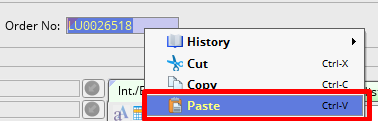 Order No: LU0026518
History
Cut Ctrl-X
Copy Ctrl-C
Int./E
Paste Ctrl-V